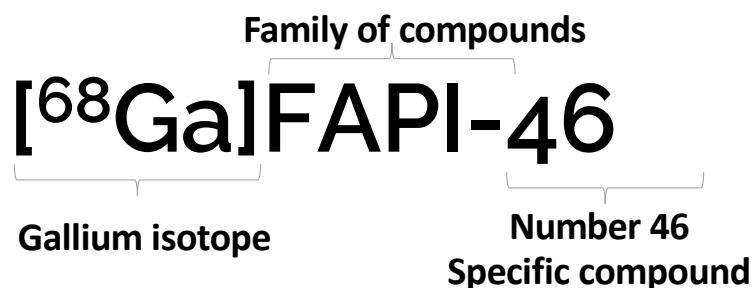 Family of compounds
[⁶⁸Ga]FAPI-46
Gallium isotope
Number 46
Specific compound